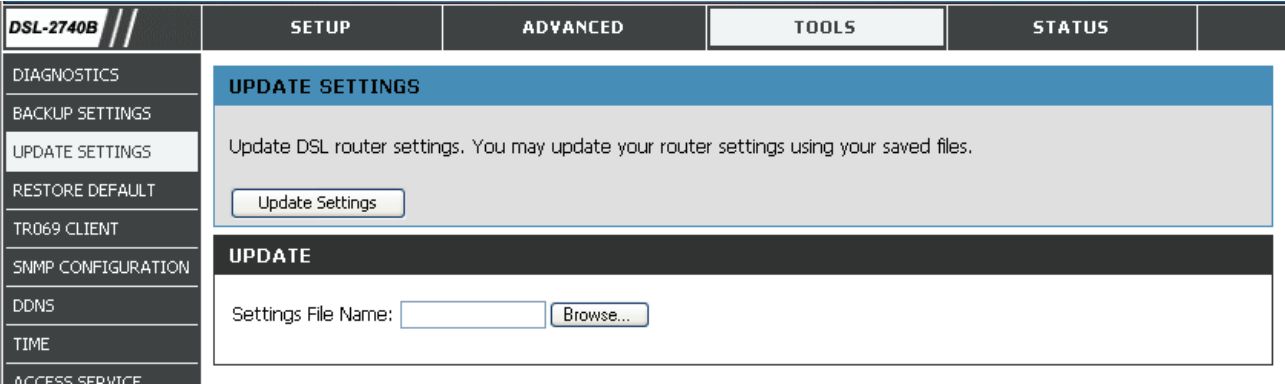 DSL-2740B SETUP ADVANCED TOOLS STATUS
DIAGNOSTICS
BACKUP SETTINGS
UPDATE SETTINGS
RESTORE DEFAULT
TR069 CLIENT
SNMP CONFIGURATION
DDNS
TIME
ACCESS SERVICE
UPDATE SETTINGS
Update DSL router settings. You may update your router settings using your saved files.
Update Settings
UPDATE
Settings File Name: Browse...